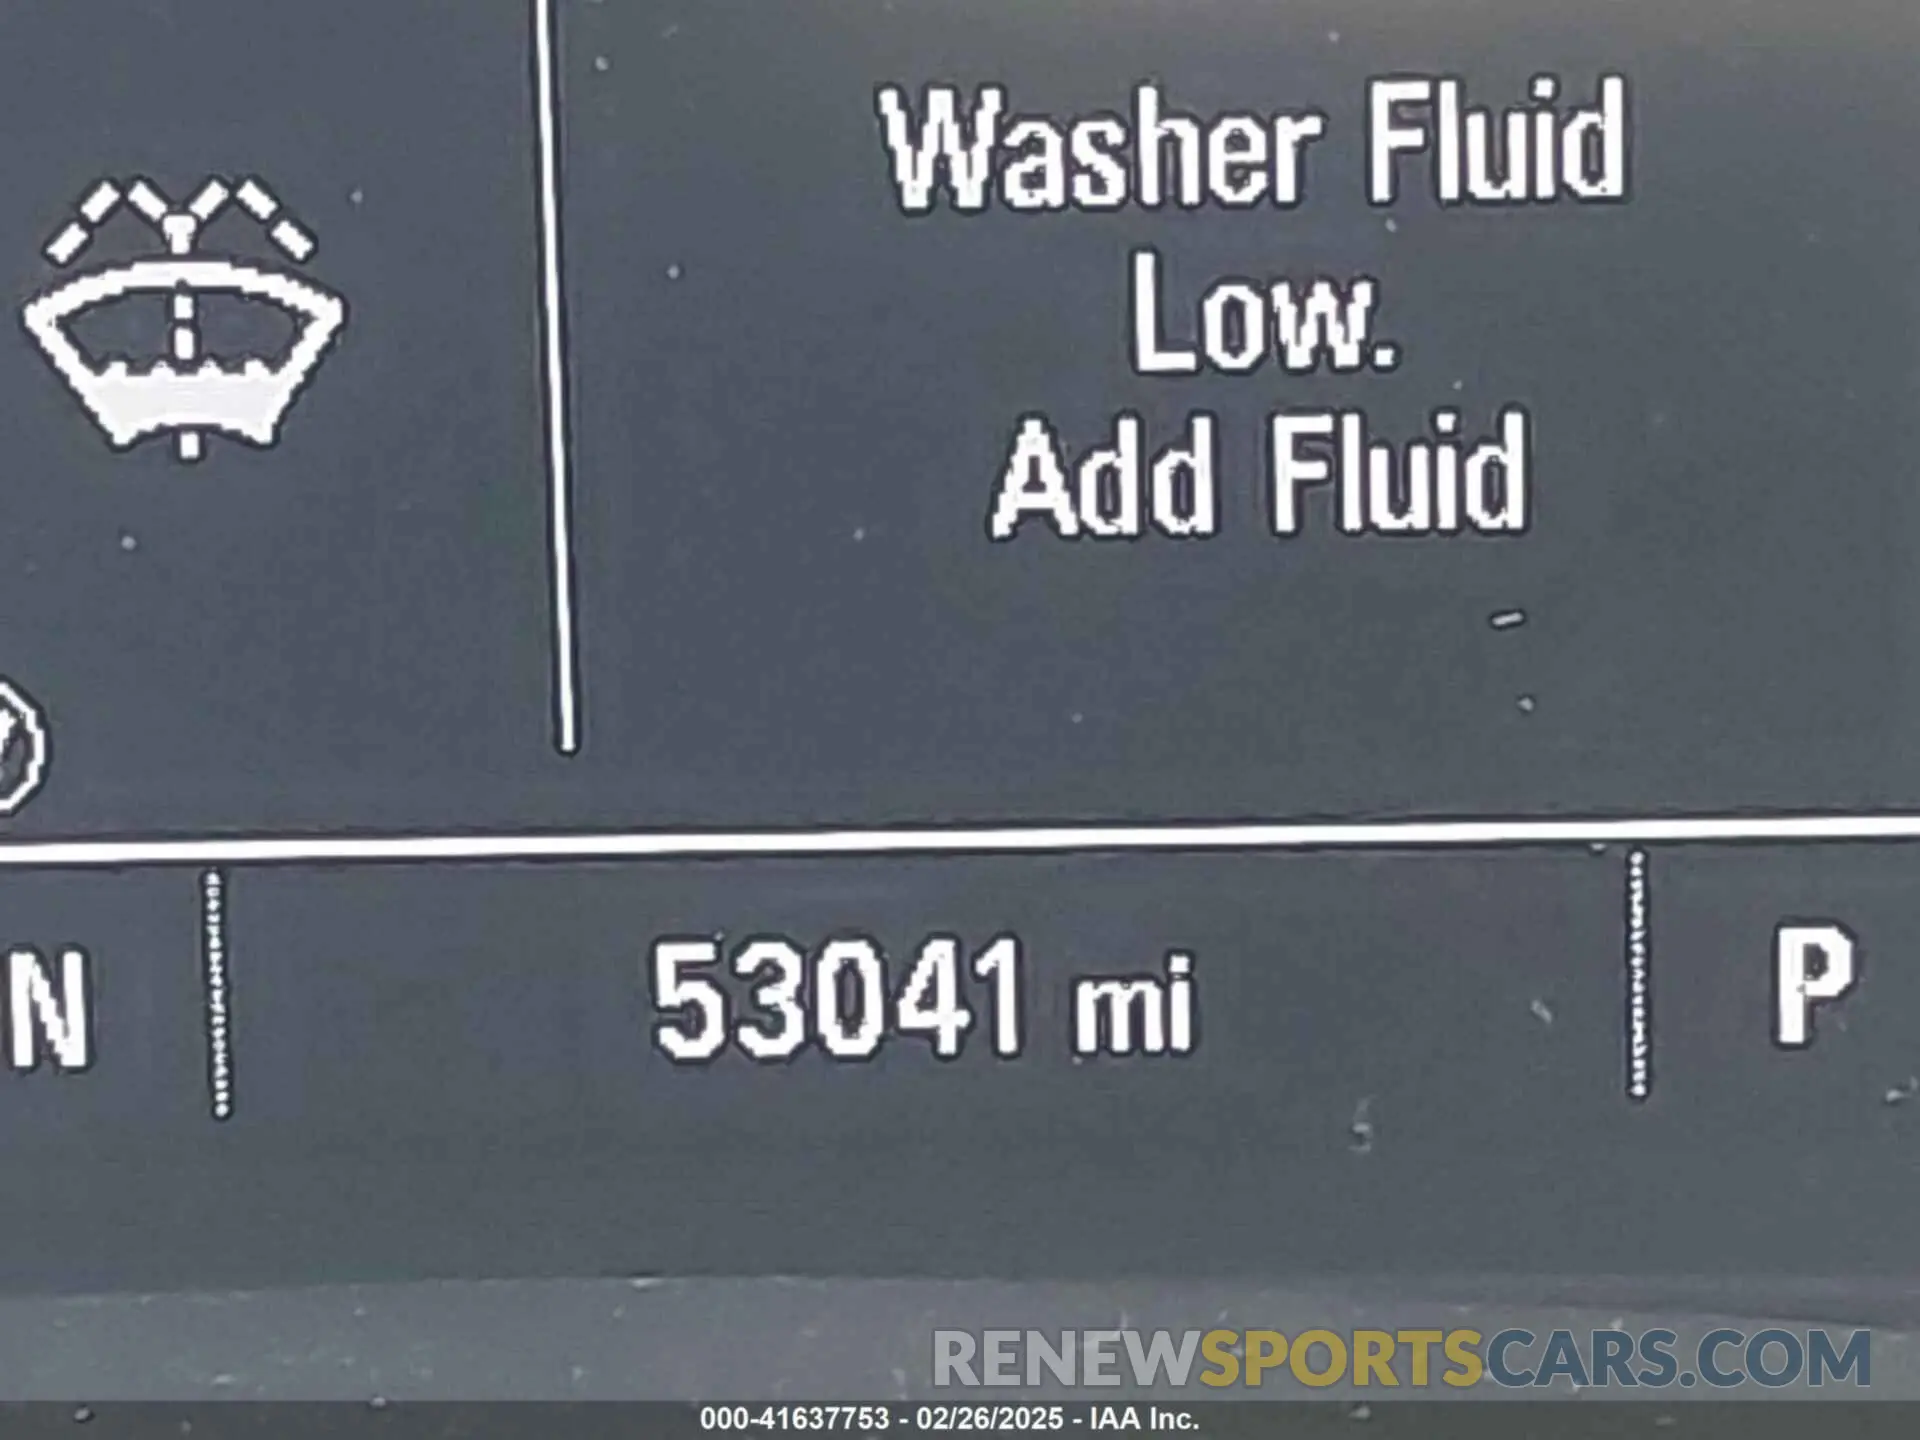 Washer Fluid
Low.
Add Fluid
N
53041 mi
P
RENEWSPORTSCARS.COM
000-41637753 - 02/26/2025 - IAA Inc.